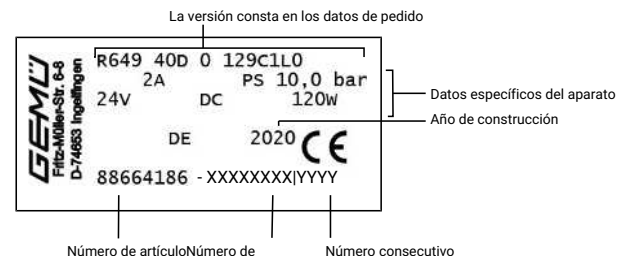 La versión consta en los datos de pedido
GEMÜ
Fritz-Müller-Str. 6-8
D-74653 Ingelfingen
R649 40D 0 129C1L0
2A PS 10,0 bar
24V DC 120W
Datos específicos del aparato
Año de construcción
DE 2020 CE
88664186 -XXXXXXXX|YYYY
Número de artículoNúmero de Número consecutivo